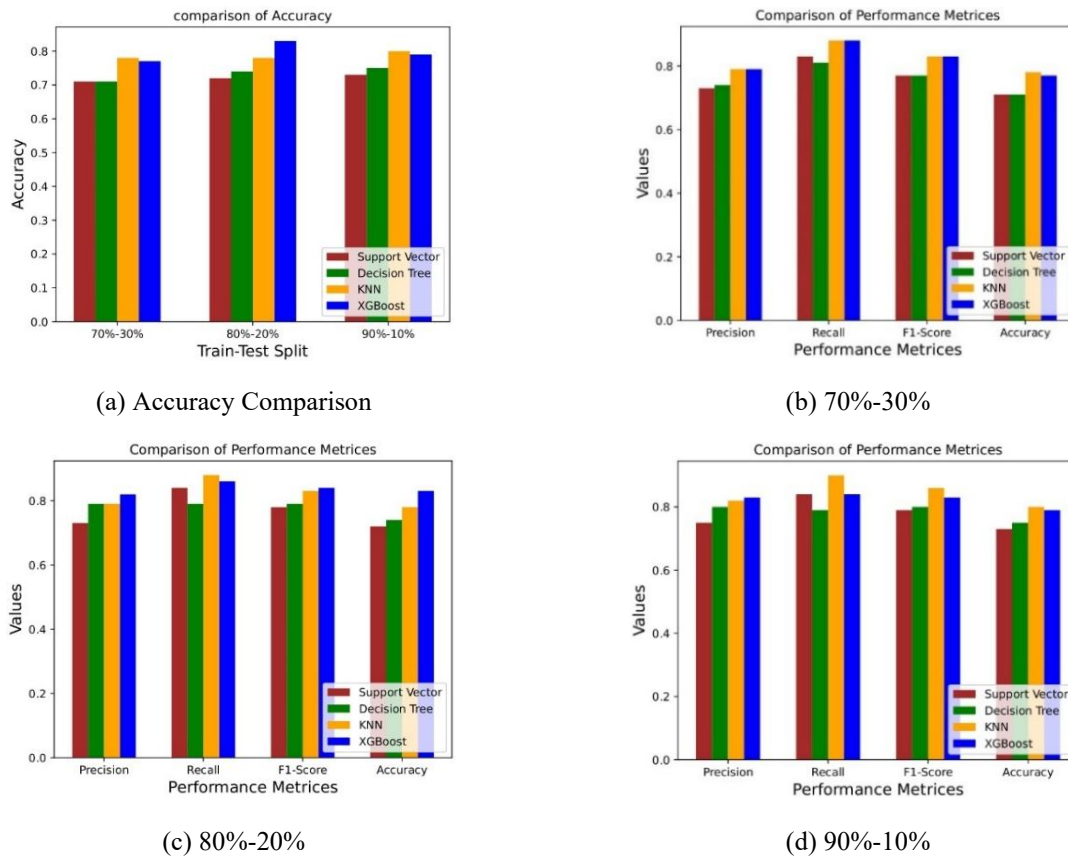 comparison of Accuracy
Accuracy
0.8
0.7
0.6
0.5
0.4
0.3
0.2
0.1
0.0
Support Vector
Decision Tree
KNN
XGBoost
70%-30% 80%-20% 90%-10%
Train-Test Split
(a) Accuracy Comparison
Comparison of Performance Metrices
Values
0.8
0.6
0.4
0.2
0.0
Support Vector
Decision Tree
KNN
XGBoost
Precision Recall F1-Score Accuracy
Performance Metrices
(b) 70%-30%
Comparison of Performance Metrices
Values
0.8
0.6
0.4
0.2
0.0
Support Vector
Decision Tree
KNN
XGBoost
Precision Recall F1-Score Accuracy
Performance Metrices
(c) 80%-20%
Comparison of Performance Metrices
Values
0.8
0.6
0.4
0.2
0.0
Support Vector
Decision Tree
KNN
XGBoost
Precision Recall F1-Score Accuracy
Performance Metrices
(d) 90%-10%